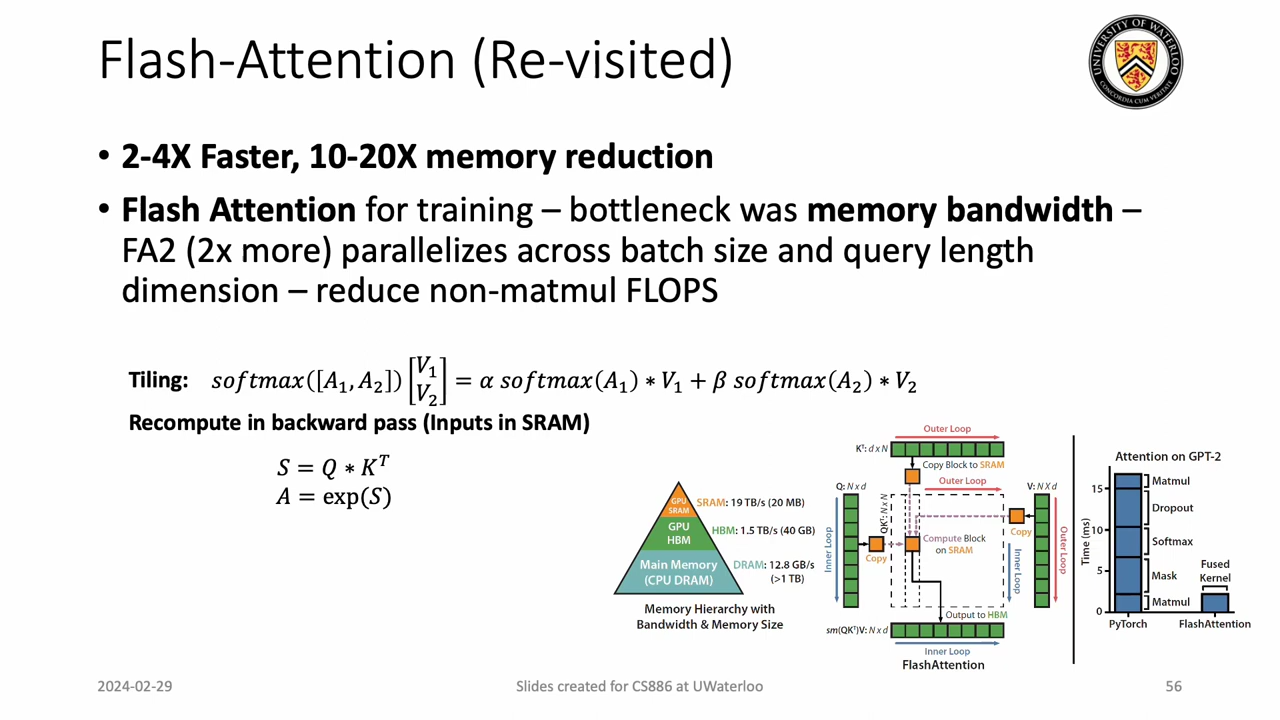 Flash-Attention (Re-visited)
UNIVERSITY OF WATERLOO
CONCORDIA CUM VERITATE
• 2-4X Faster, 10-20X memory reduction
• Flash Attention for training – bottleneck was memory bandwidth –
FA2 (2x more) parallelizes across batch size and query length
dimension – reduce non-matmul FLOPS
Tiling: softmax([A₁, A₂]) [V₁ V₂] = α softmax(A₁) * V₁ + β softmax(A₂) * V₂
Recompute in backward pass (Inputs in SRAM)
S = Q * Kᵀ
A = exp(S)
GPU
SRAM
SRAM: 19 TB/s (20 MB)
GPU
HBM
HBM: 1.5 TB/s (40 GB)
Main Memory
(CPU DRAM)
DRAM: 12.8 GB/s
(>1 TB)
Memory Hierarchy with
Bandwidth & Memory Size
Outer Loop
Kᵀ: d x N
Copy Block to SRAM
Outer Loop
Q: N x d
V: N X d
QKᵀ: N x N
Inner Loop
Copy
Compute Block
on SRAM
Copy
Inner Loop
Outer Loop
Output to HBM
sm(QKᵀ)V: N x d
Inner Loop
FlashAttention
Attention on GPT-2
Time (ms)
15
10
5
0
Matmul
Dropout
Softmax
Mask
Matmul
Fused
Kernel
PyTorch
FlashAttention
2024-02-29
Slides created for CS886 at UWaterloo
56